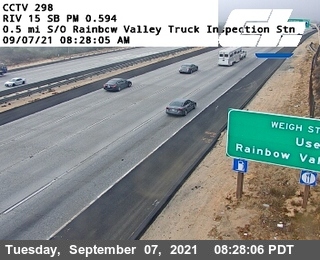 CCTV 298
RIV 15 SB PM 0.594
0.5 mi S/O Rainbow Valley Truck Inspection Stn
09/07/21 08:28:05 AM
WEIGH ST
Use
Rainbow Val
Tuesday, September 07, 2021 08:28:06 PDT